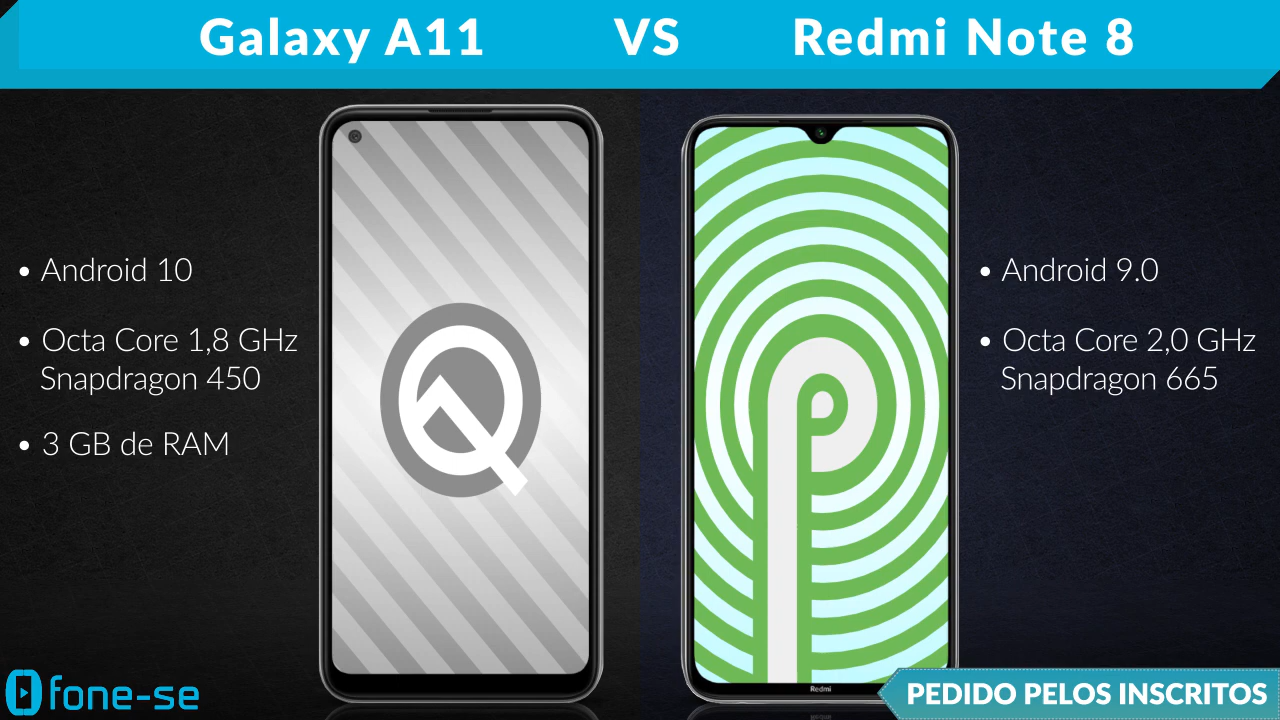 Galaxy A11 VS Redmi Note 8
• Android 10
• Octa Core 1,8 GHz
Snapdragon 450
• 3 GB de RAM
• Android 9.0
• Octa Core 2,0 GHz
Snapdragon 665
Redmi
fone-se
PEDIDO PELOS INSCRITOS